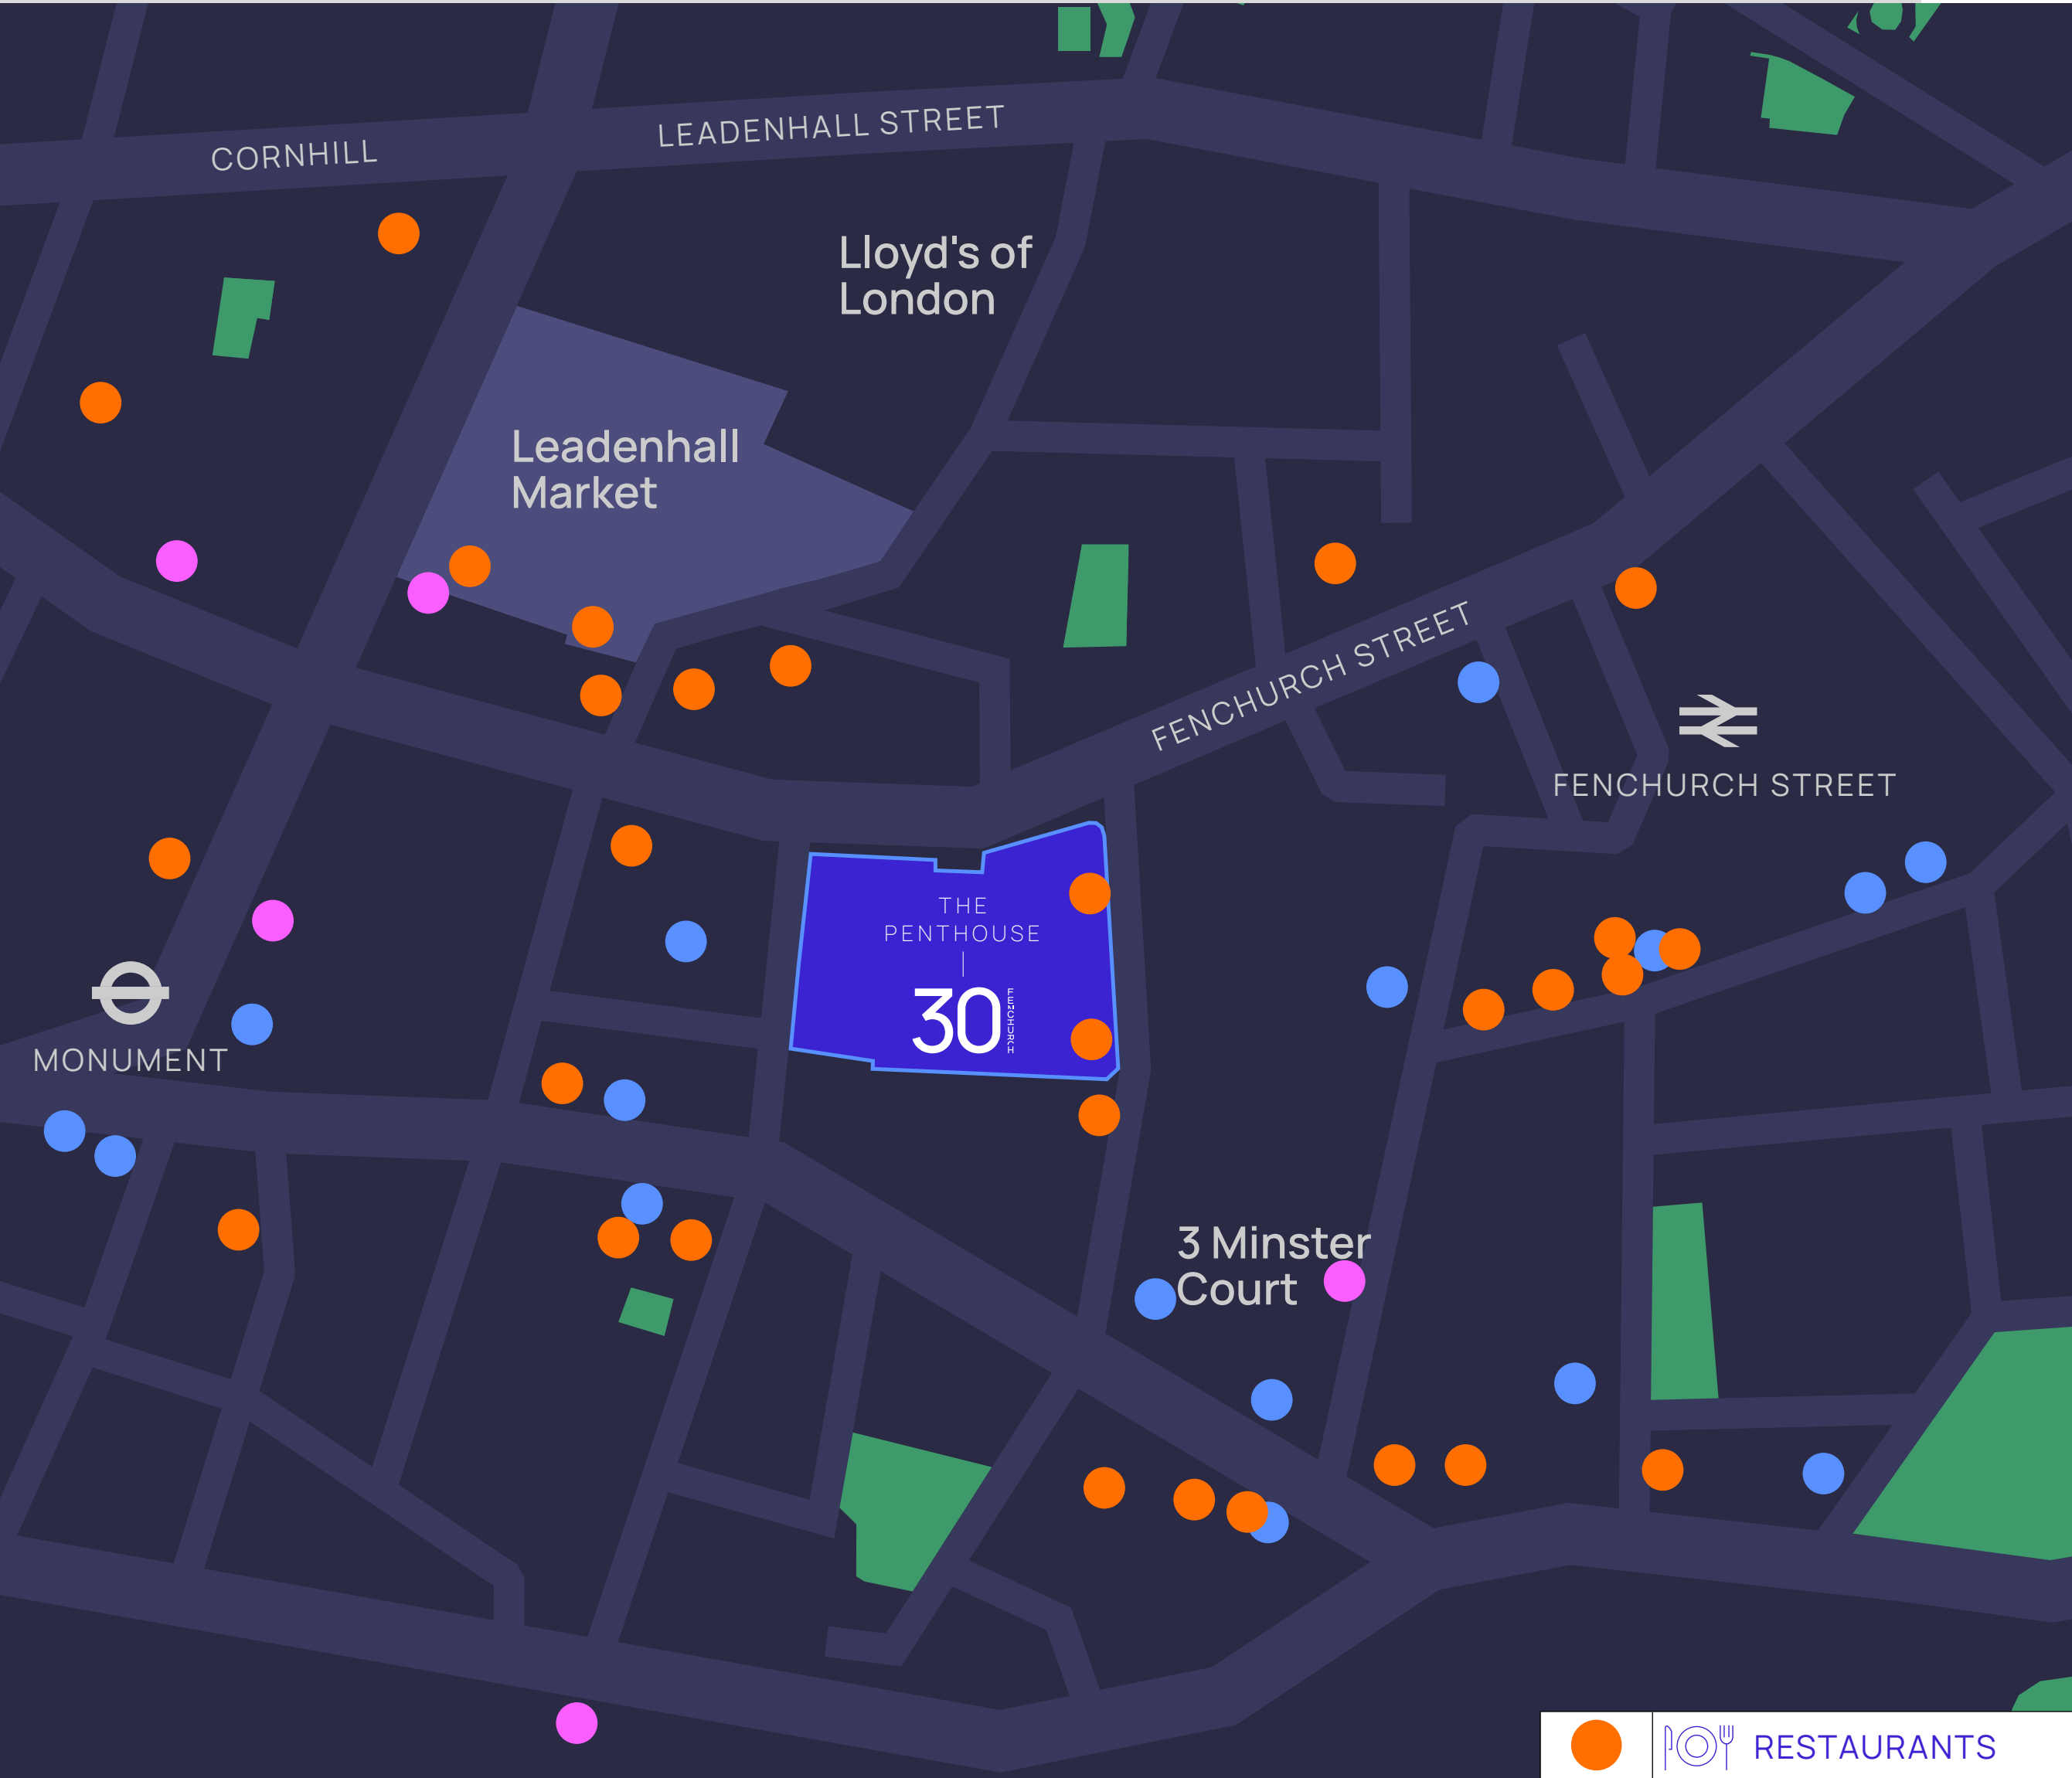 CORNHILL
LEADENHALL STREET
Lloyd's of
London
Leadenhall
Market
FENCHURCH STREET
FENCHURCH STREET
THE
PENTHOUSE
30
FENCHURCH
MONUMENT
3 Minster
Court
RESTAURANTS